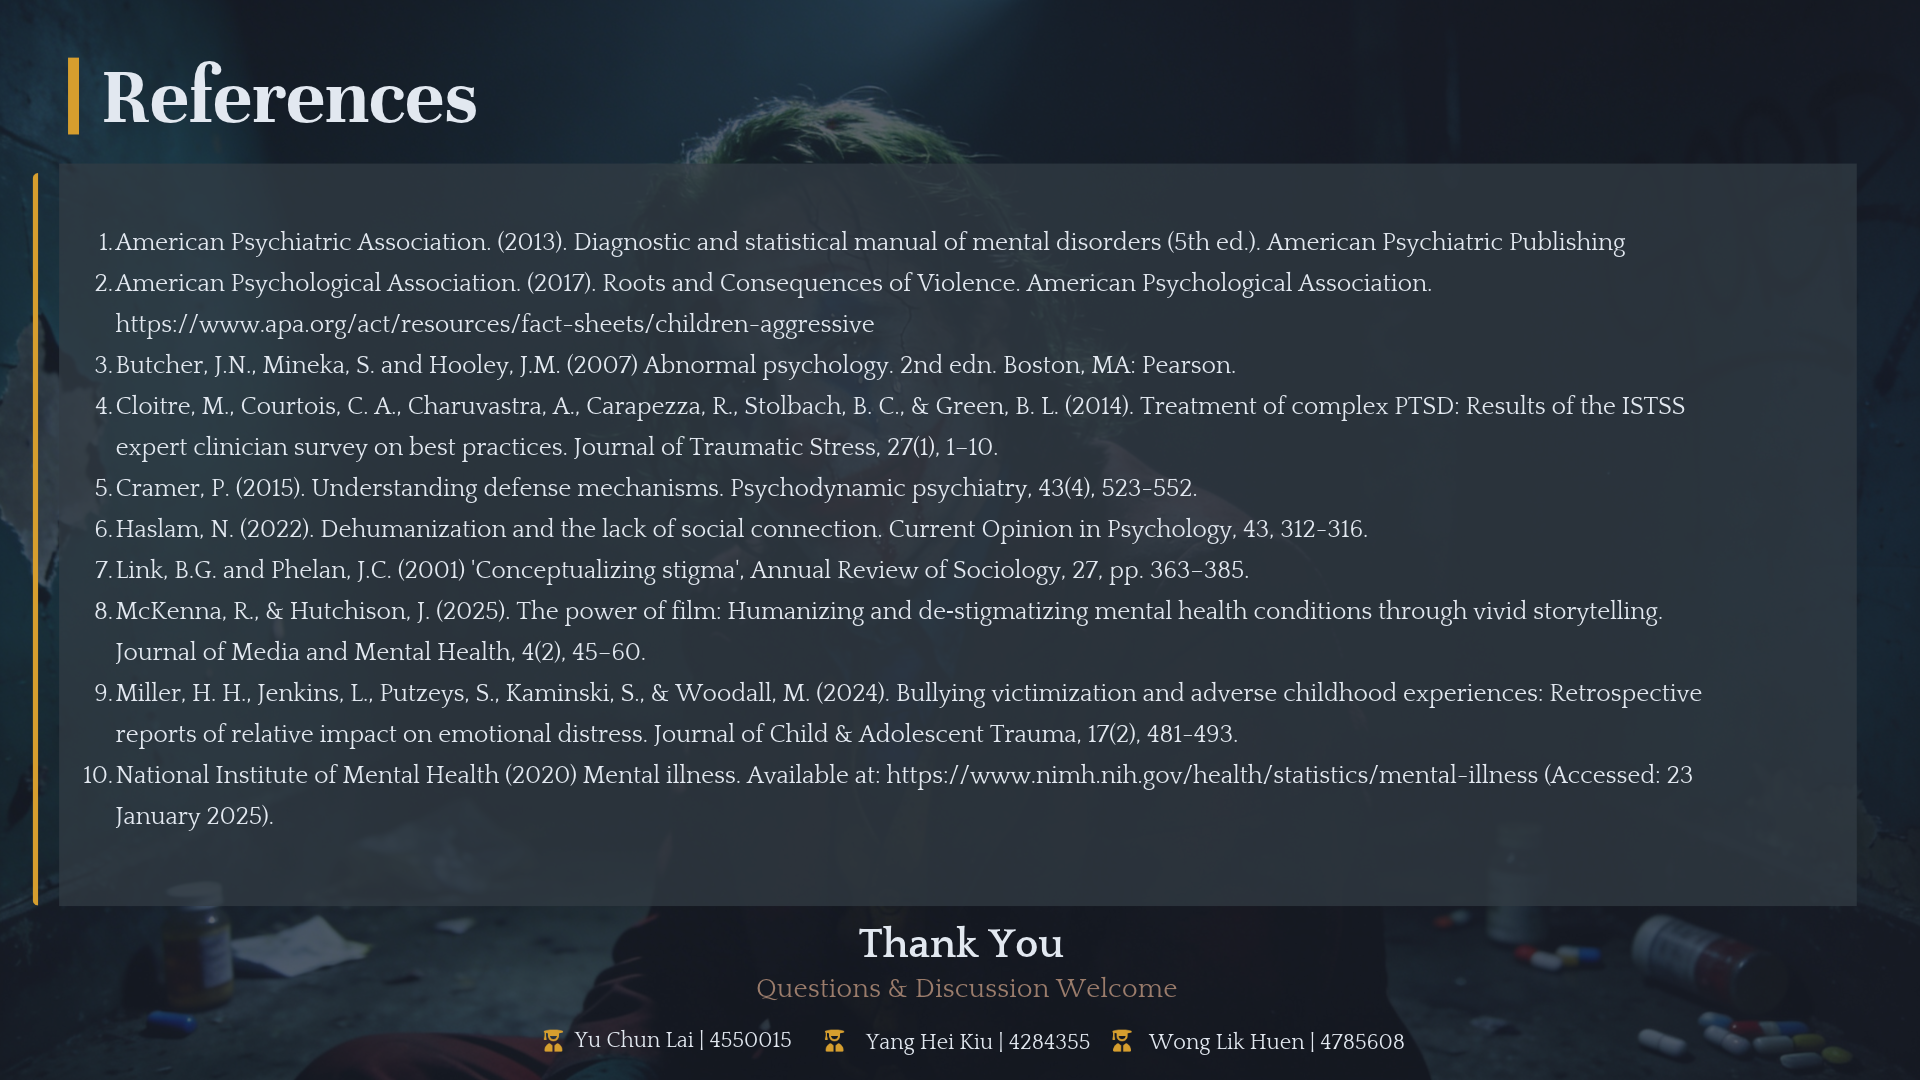 References
1. American Psychiatric Association. (2013). Diagnostic and statistical manual of mental disorders (5th ed.). American Psychiatric Publishing
2. American Psychological Association. (2017). Roots and Consequences of Violence. American Psychological Association.
https://www.apa.org/act/resources/fact-sheets/children-aggressive
3. Butcher, J.N., Mineka, S. and Hooley, J.M. (2007) Abnormal psychology. 2nd edn. Boston, MA: Pearson.
4. Cloitre, M., Courtois, C. A., Charuvastra, A., Carapezza, R., Stolbach, B. C., & Green, B. L. (2014). Treatment of complex PTSD: Results of the ISTSS
expert clinician survey on best practices. Journal of Traumatic Stress, 27(1), 1–10.
5. Cramer, P. (2015). Understanding defense mechanisms. Psychodynamic psychiatry, 43(4), 523-552.
6. Haslam, N. (2022). Dehumanization and the lack of social connection. Current Opinion in Psychology, 43, 312-316.
7. Link, B.G. and Phelan, J.C. (2001) 'Conceptualizing stigma', Annual Review of Sociology, 27, pp. 363–385.
8. McKenna, R., & Hutchison, J. (2025). The power of film: Humanizing and de-stigmatizing mental health conditions through vivid storytelling.
Journal of Media and Mental Health, 4(2), 45–60.
9. Miller, H. H., Jenkins, L., Putzeys, S., Kaminski, S., & Woodall, M. (2024). Bullying victimization and adverse childhood experiences: Retrospective
reports of relative impact on emotional distress. Journal of Child & Adolescent Trauma, 17(2), 481-493.
10. National Institute of Mental Health (2020) Mental illness. Available at: https://www.nimh.nih.gov/health/statistics/mental-illness (Accessed: 23
January 2025).
Thank You
Questions & Discussion Welcome
Yu Chun Lai | 4550015
Yang Hei Kiu | 4284355
Wong Lik Huen | 4785608